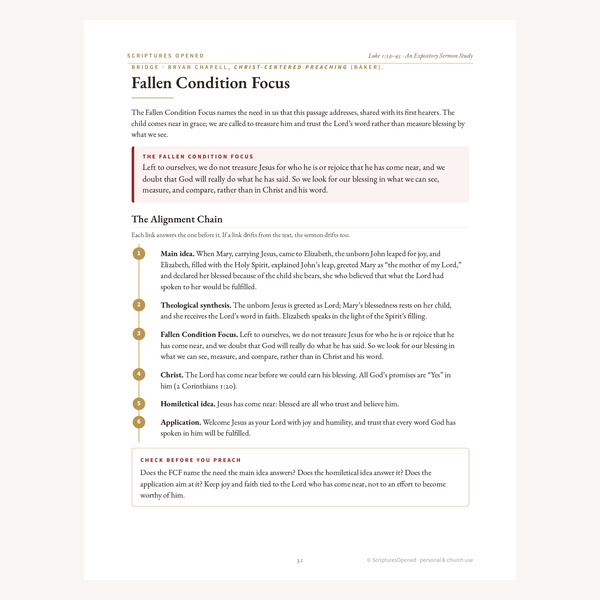 SCRIPTURES OPENED
Luke 1:39-45 · An Expository Sermon Study
BRIDGE · BRYAN CHAPELL, CHRIST-CENTERED PREACHING (BAKER).
Fallen Condition Focus
The Fallen Condition Focus names the need in us that this passage addresses, shared with its first hearers. The
child comes near in grace; we are called to treasure him and trust the Lord's word rather than measure blessing by
what we see.
THE FALLEN CONDITION FOCUS
Left to ourselves, we do not treasure Jesus for who he is or rejoice that he has come near, and we
doubt that God will really do what he has said. So we look for our blessing in what we can see,
measure, and compare, rather than in Christ and his word.
The Alignment Chain
Each link answers the one before it. If a link drifts from the text, the sermon drifts too.
1 Main idea. When Mary, carrying Jesus, came to Elizabeth, the unborn John leaped for joy, and
Elizabeth, filled with the Holy Spirit, explained John's leap, greeted Mary as “the mother of my Lord,”
and declared her blessed because of the child she bears, she who believed that what the Lord had
spoken to her would be fulfilled.
2 Theological synthesis. The unborn Jesus is greeted as Lord; Mary's blessedness rests on her child,
and she receives the Lord's word in faith. Elizabeth speaks in the light of the Spirit's filling.
3 Fallen Condition Focus. Left to ourselves, we do not treasure Jesus for who he is or rejoice that he
has come near, and we doubt that God will really do what he has said. So we look for our blessing in
what we can see, measure, and compare, rather than in Christ and his word.
4 Christ. The Lord has come near before we could earn his blessing. All God's promises are “Yes” in
him (2 Corinthians 1:20).
5 Homiletical idea. Jesus has come near: blessed are all who trust and believe him.
6 Application. Welcome Jesus as your Lord with joy and humility, and trust that every word God has
spoken in him will be fulfilled.
CHECK BEFORE YOU PREACH
Does the FCF name the need the main idea answers? Does the homiletical idea answer it? Does the
application aim at it? Keep joy and faith tied to the Lord who has come near, not to an effort to become
worthy of him.
31
© ScripturesOpened · personal & church use